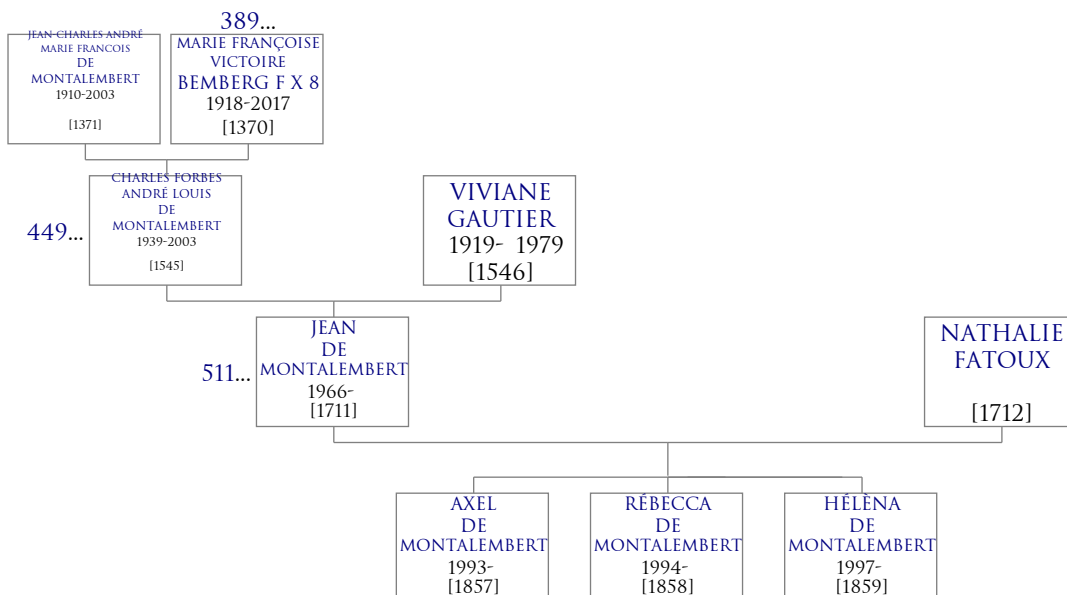 389...
JEAN-CHARLES ANDRÉ
MARIE FRANCOIS
DE
MONTALEMBERT
1910-2003
[1371]
MARIE FRANÇOISE
VICTOIRE
BEMBERG F X 8
1918-2017
[1370]
449...
CHARLES FORBES
ANDRÉ LOUIS
DE
MONTALEMBERT
1939-2003
[1545]
VIVIANE
GAUTIER
1919- 1979
[1546]
511...
JEAN
DE
MONTALEMBERT
1966-
[1711]
NATHALIE
FATOUX
[1712]
AXEL
DE
MONTALEMBERT
1993-
[1857]
RÉBECCA
DE
MONTALEMBERT
1994-
[1858]
HÉLÈNA
DE
MONTALEMBERT
1997-
[1859]